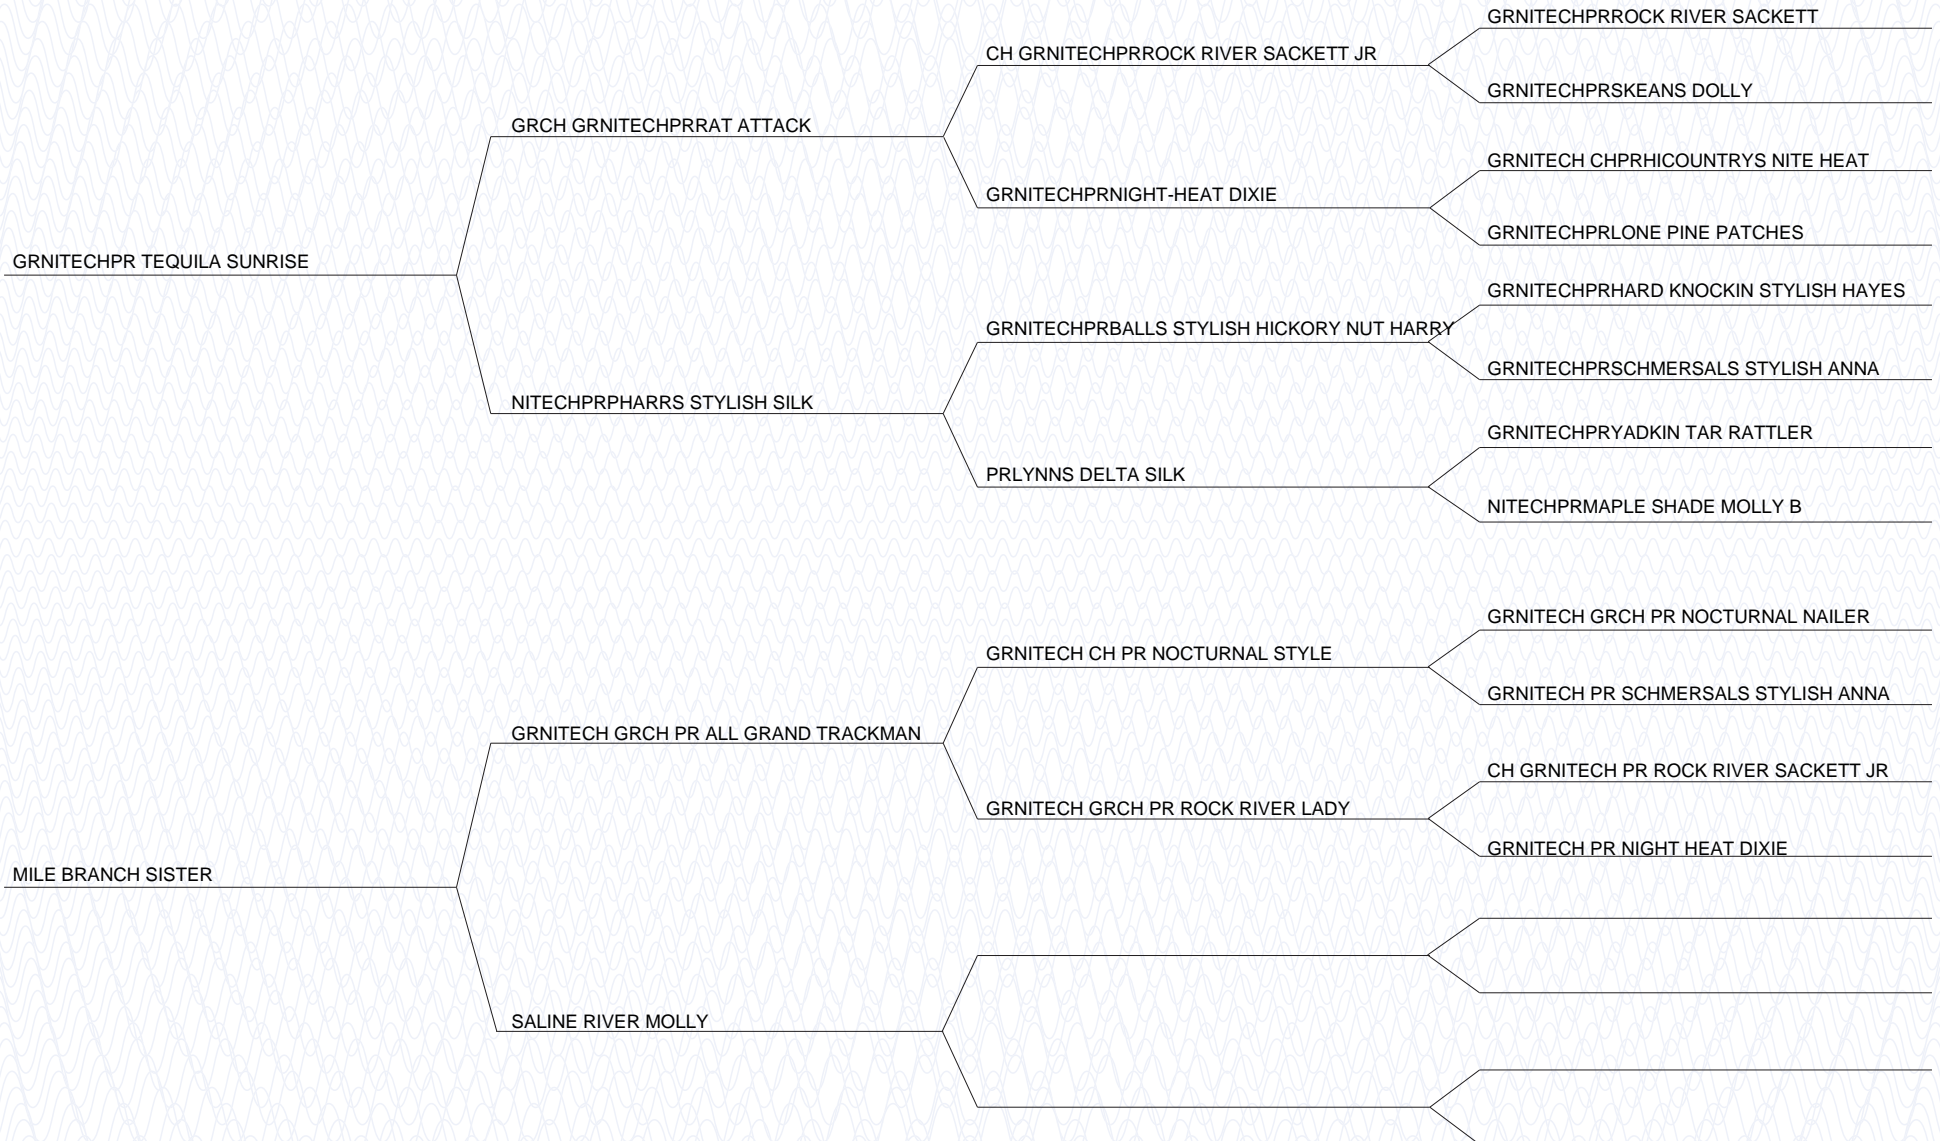 GRNITECHPRROCK RIVER SACKETT
CH GRNITECHPRROCK RIVER SACKETT JR
GRNITECHPRSKEANS DOLLY
GRCH GRNITECHPRRAT ATTACK
GRNITECH CHPRHICOUNTRYS NITE HEAT
GRNITECHPRNIGHT-HEAT DIXIE
GRNITECHPRLONE PINE PATCHES
GRNITECHPR TEQUILA SUNRISE
GRNITECHPRHARD KNOCKIN STYLISH HAYES
GRNITECHPRBALLS STYLISH HICKORY NUT HARRY
GRNITECHPRSCHMERSALS STYLISH ANNA
NITECHPRPHARRS STYLISH SILK
GRNITECHPRYADKIN TAR RATTLER
PRLYNNS DELTA SILK
NITECHPRMAPLE SHADE MOLLY B
GRNITECH GRCH PR NOCTURNAL NAILER
GRNITECH CH PR NOCTURNAL STYLE
GRNITECH PR SCHMERSALS STYLISH ANNA
GRNITECH GRCH PR ALL GRAND TRACKMAN
CH GRNITECH PR ROCK RIVER SACKETT JR
GRNITECH GRCH PR ROCK RIVER LADY
GRNITECH PR NIGHT HEAT DIXIE
MILE BRANCH SISTER
SALINE RIVER MOLLY